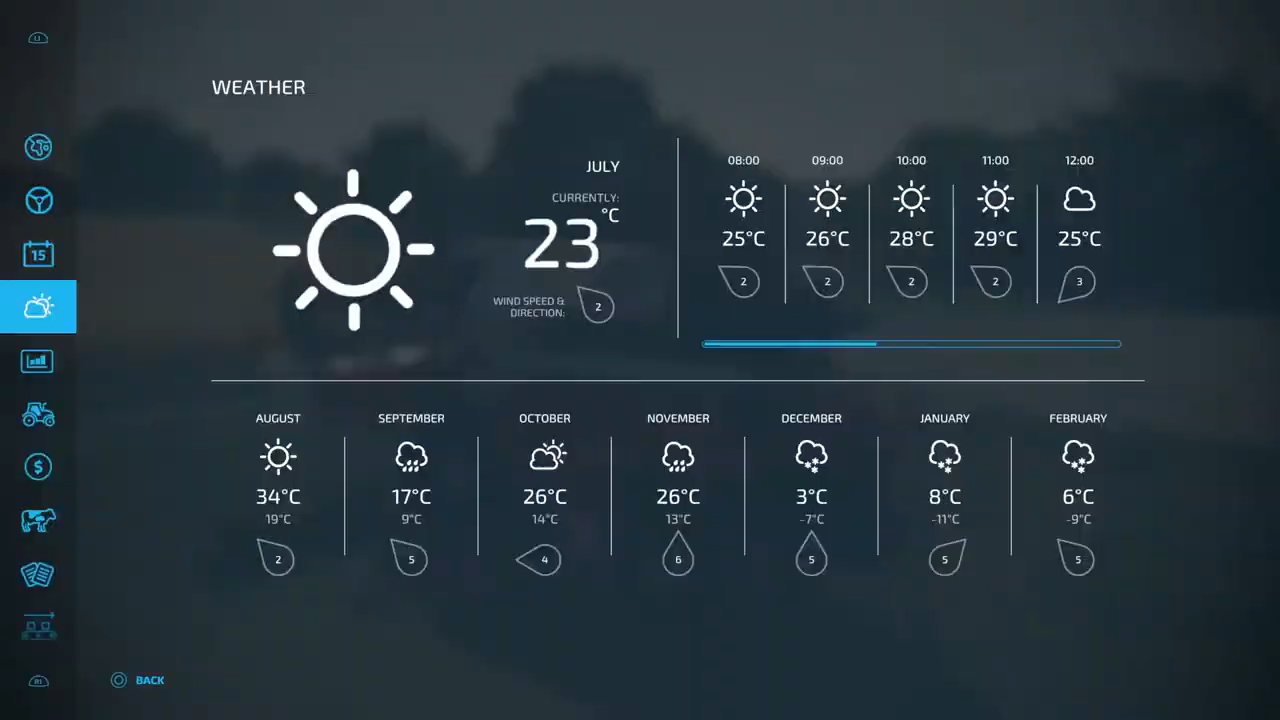 L1
WEATHER
JULY
CURRENTLY:
23 °C
WIND SPEED &
DIRECTION:
2
08:00 09:00 10:00 11:00 12:00
25°C 26°C 28°C 29°C 25°C
2 2 2 2 3
15
AUGUST SEPTEMBER OCTOBER NOVEMBER DECEMBER JANUARY FEBRUARY
34°C 17°C 26°C 26°C 3°C 8°C 6°C
19°C 9°C 14°C 13°C -7°C -11°C -9°C
2 5 4 6 5 5 5
$
R1
BACK